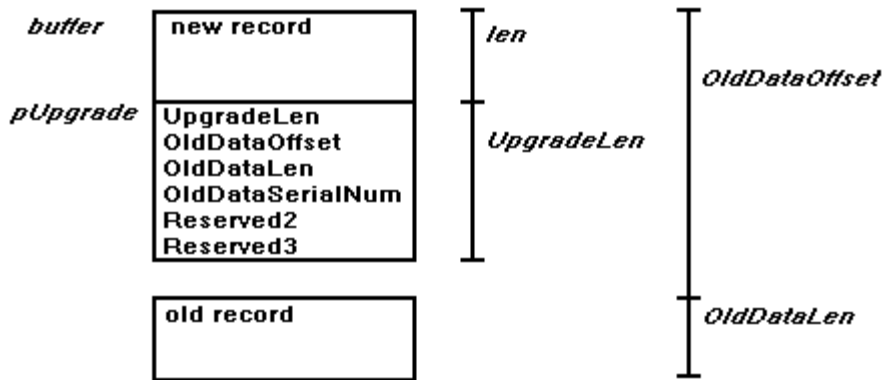 buffer
new record
len
OldDataOffset
pUpgrade
UpgradeLen
OldDataOffset
OldDataLen
OldDataSerialNum
Reserved2
Reserved3
UpgradeLen
old record
OldDataLen